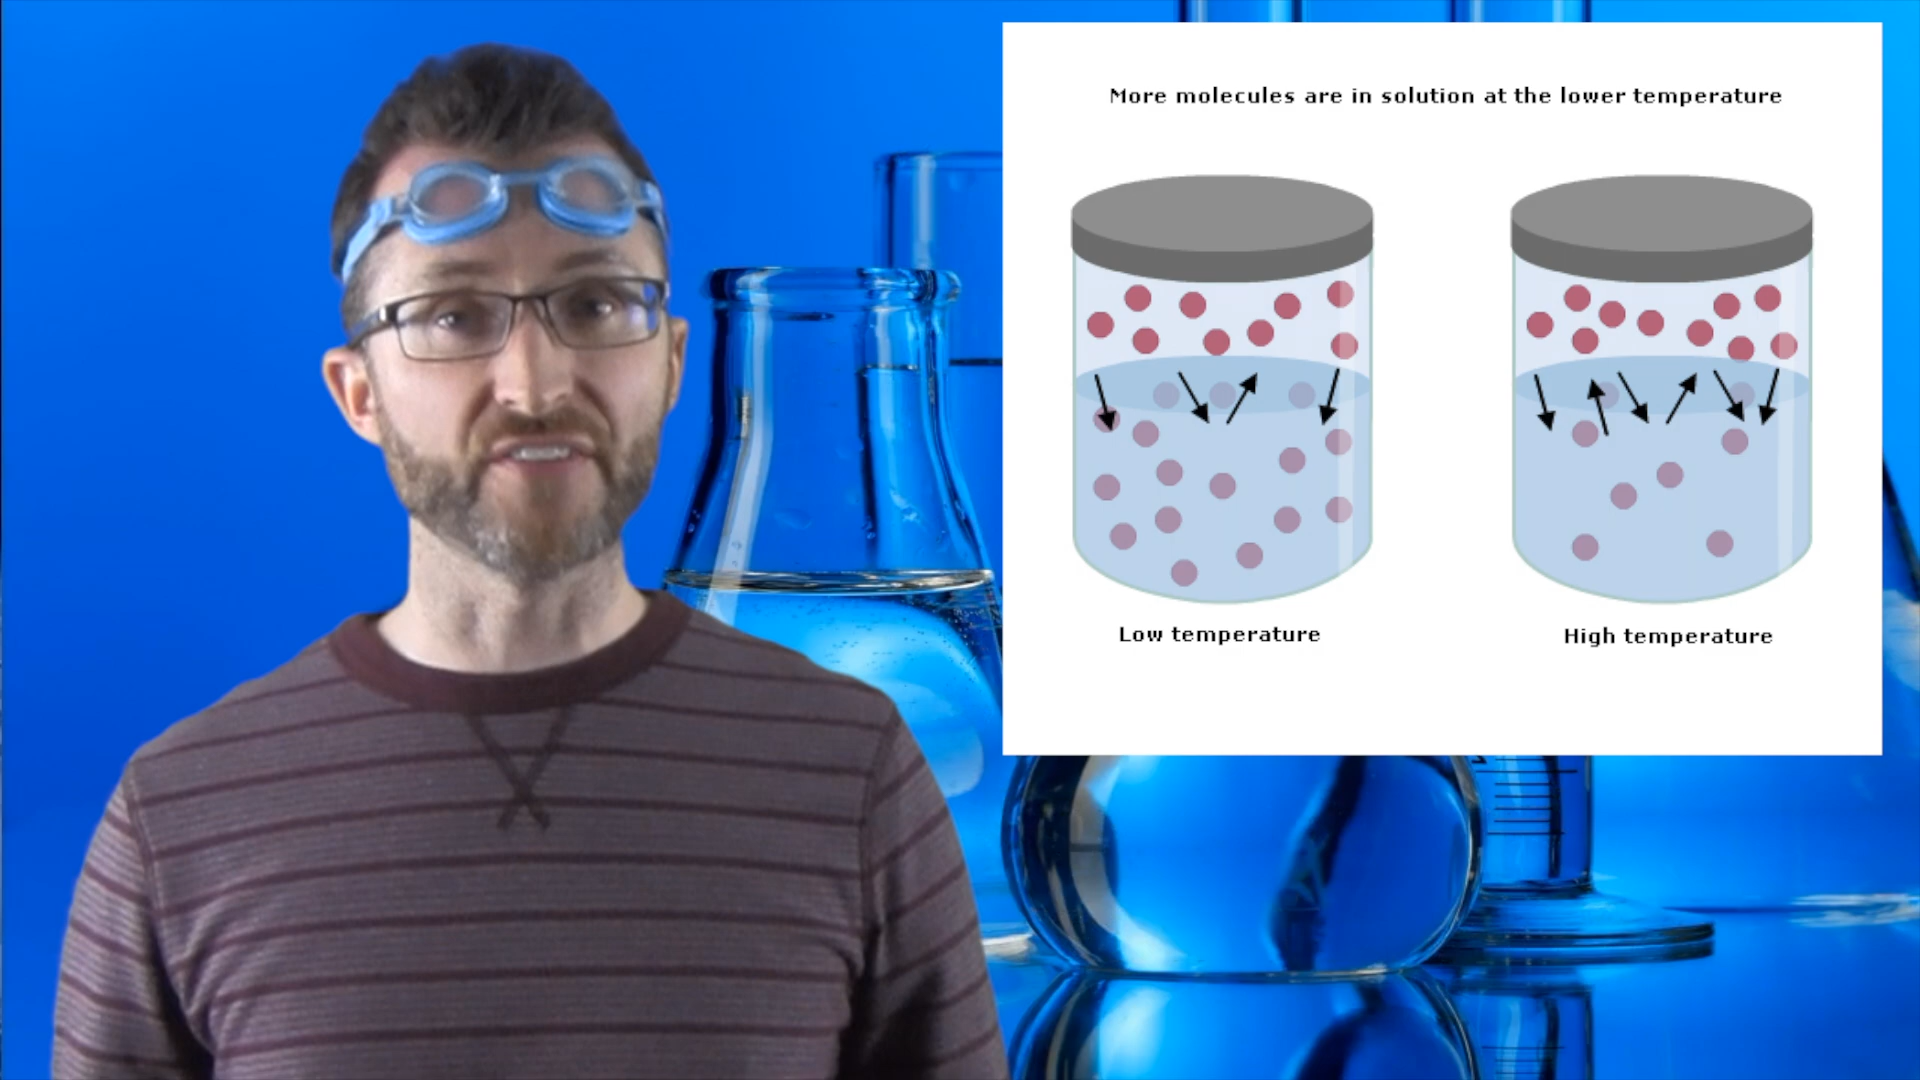 More molecules are in solution at the lower temperature
Low temperature
High temperature